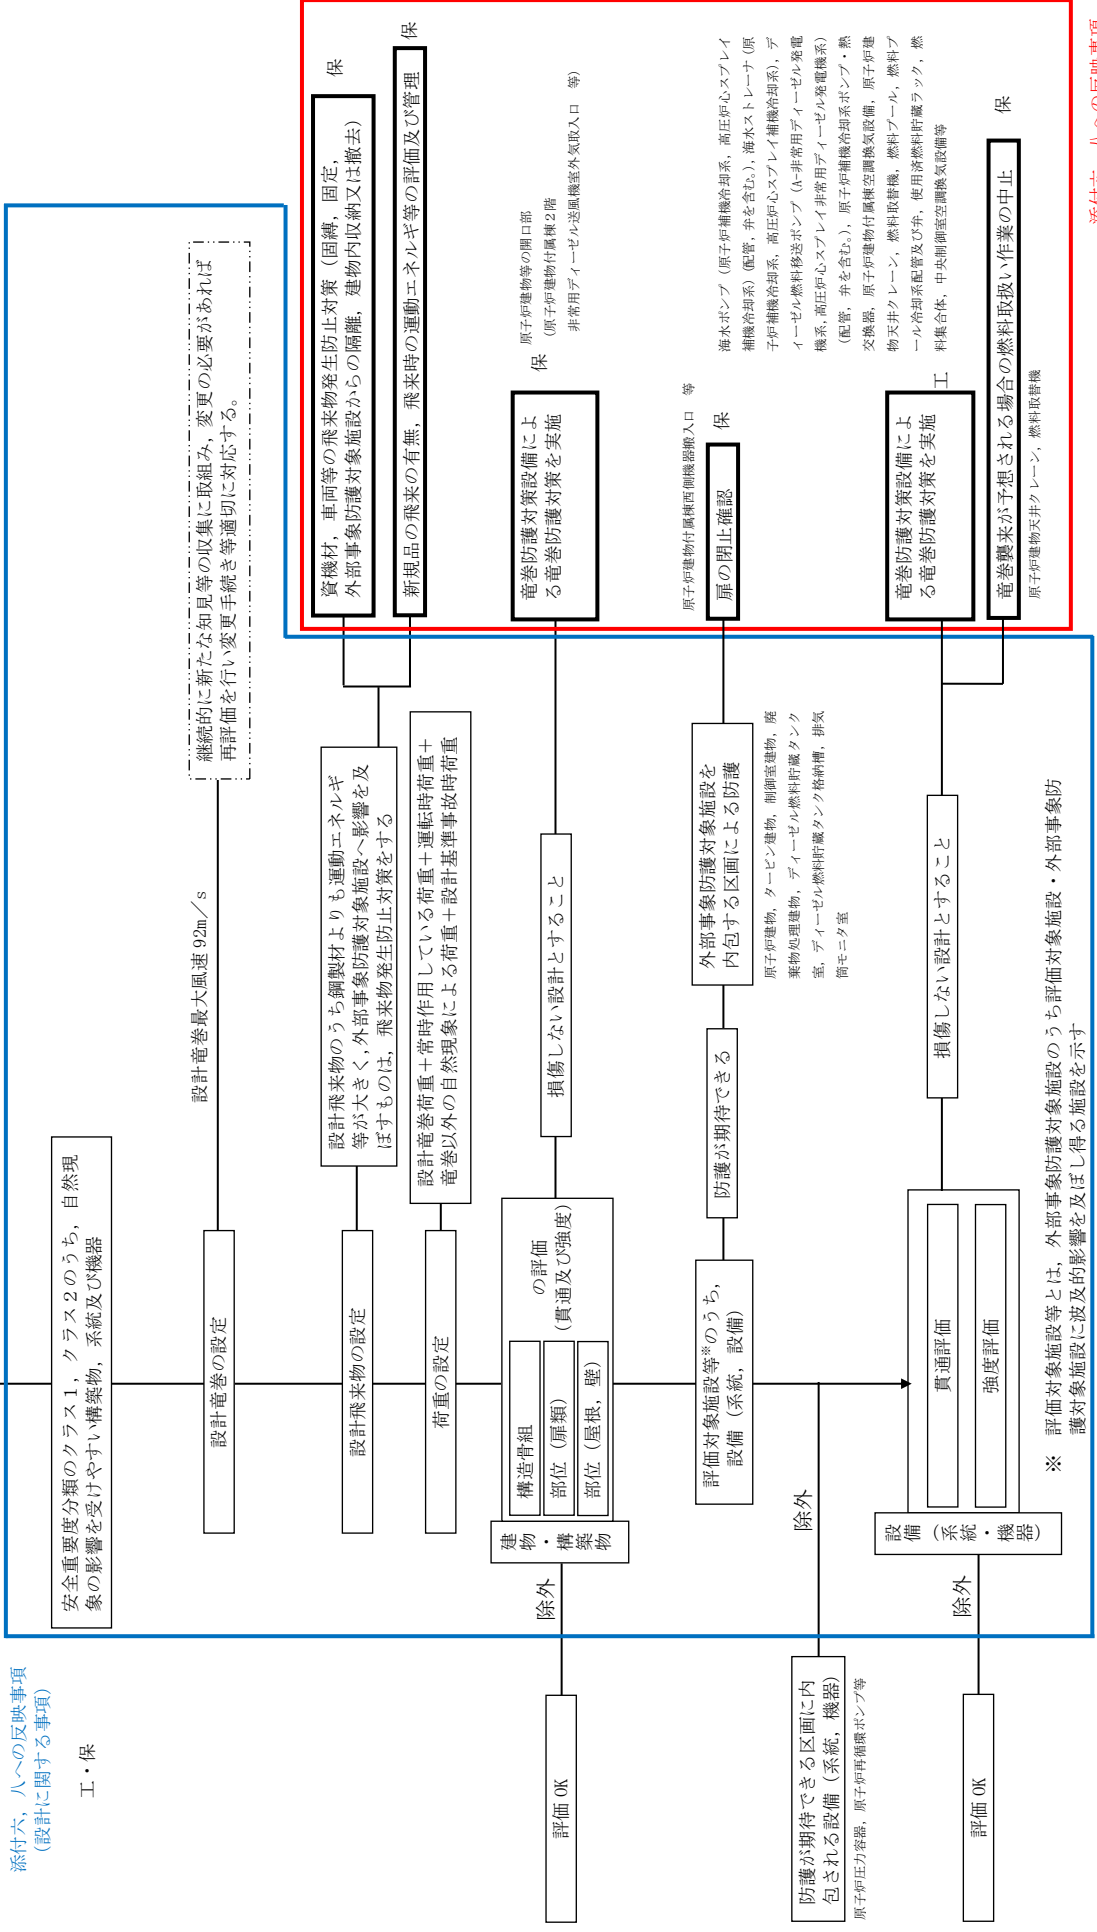 添付六，八への反映事項
（設計に関する事項）
工・保
安全重要度分類のクラス１，クラス２のうち，自然現
象の影響を受けやすい構築物，系統及び機器
設計竜巻の設定
設計竜巻最大風速92m／s
継続的に新たな知見等の収集に取組み，変更の必要があれば
再評価を行い変更手続き等適切に対応する。
設計飛来物の設定
設計飛来物のうち鋼製材よりも運動エネルギ
等が大きく，外部事象防護対象施設へ影響を及
ぼすものは，飛来物発生防止対策をする
資機材，車両等の飛来物発生防止対策（固縛，固定，
外部事象防護対象施設からの隔離，建物内収納又は撤去）
保
新規品の飛来の有無，飛来時の運動エネルギ等の評価及び管理
保
荷重の設定
設計竜巻荷重＋常時作用している荷重＋運転時荷重＋
竜巻以外の自然現象による荷重＋設計基準事故時荷重
評価OK
除外
建物・構築物
構造骨組
部位（扉類）
部位（屋根，壁）
の評価
（貫通及び強度）
損傷しない設計とすること
竜巻防護対策設備によ
る竜巻防護対策を実施
保
原子炉建物等の開口部
（原子炉建物付属棟２階
非常用ディーゼル送風機室外気取入口　等）
評価対象施設等※のうち，
設備（系統，設備）
防護が期待できる
外部事象防護対象施設を
内包する区画による防護
原子炉建物，タービン建物，制御室建物，廃
棄物処理建物，ディーゼル燃料貯蔵タンク
室，ディーゼル燃料貯蔵タンク格納槽，排気
筒モニタ室
原子炉建物付属棟西側機器搬入口　等
扉の閉止確認
保
防護が期待できる区画に内
包される設備（系統，機器）
原子炉圧力容器，原子炉再循環ポンプ等
除外
評価OK
除外
設備（系統・機器）
貫通評価
強度評価
損傷しない設計とすること
竜巻防護対策設備によ
る竜巻防護対策を実施
工
海水ポンプ（原子炉補機冷却系，高圧炉心スプレイ
補機冷却系）（配管，弁を含む。），海水ストレーナ（原
子炉補機冷却系，高圧炉心スプレイ補機冷却系），デ
ィーゼル燃料移送ポンプ（A-非常用ディーゼル発電
機系，高圧炉心スプレイ非常用ディーゼル発電機系）
（配管，弁を含む。），原子炉補機冷却系ポンプ・熱
交換器，原子炉建物付属棟空調換気設備，原子炉建
物天井クレーン，燃料取替機，燃料プール，燃料プ
ール冷却系配管及び弁，使用済燃料貯蔵ラック，燃
料集合体，中央制御室空調換気設備等
竜巻襲来が予想される場合の燃料取扱い作業の中止
保
原子炉建物天井クレーン，燃料取替機
※　評価対象施設等とは，外部事象防護対象施設のうち評価対象施設・外部事象防
護対象施設に波及的影響を及ぼし得る施設を示す